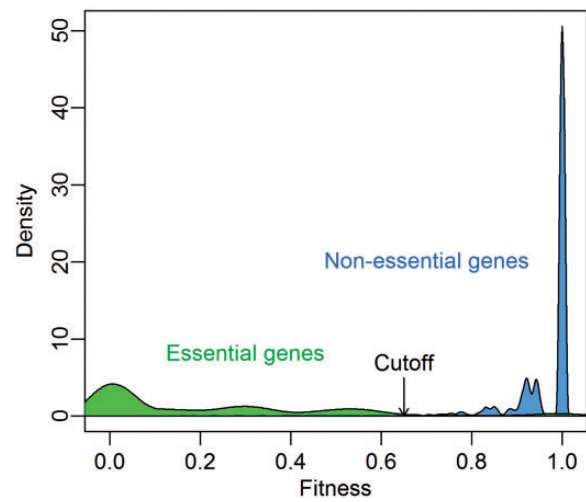 50
40
30
20
10
0
Density
Non-essential genes
Essential genes
Cutoff
0.0 0.2 0.4 0.6 0.8 1.0
Fitness